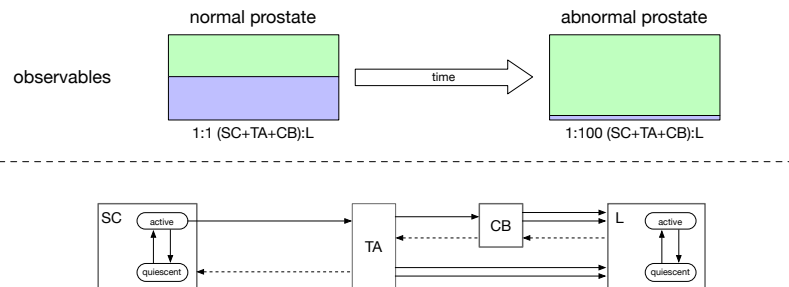 normal prostate abnormal prostate
observables time
1:1 (SC+TA+CB):L 1:100 (SC+TA+CB):L
SC active TA CB L active
quiescent quiescent